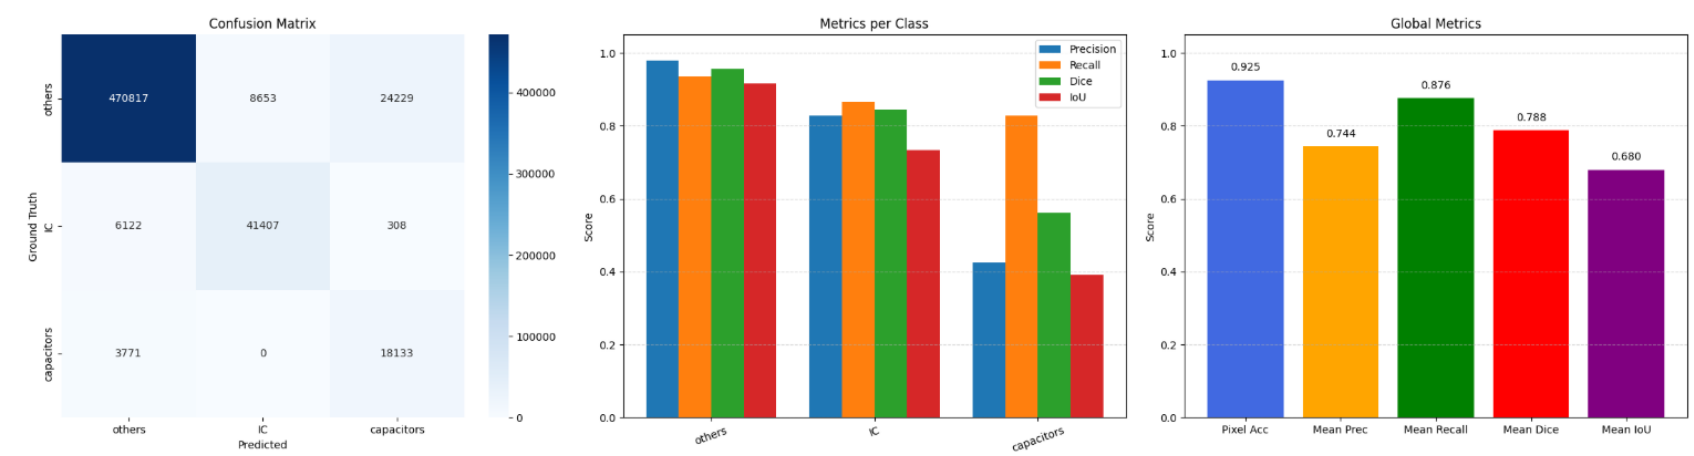 Confusion Matrix
others
IC
capacitors
Ground Truth
470817 8653 24229
6122 41407 308
3771 0 18133
others IC capacitors
Predicted
400000
300000
200000
100000
0
Metrics per Class
Precision
Recall
Dice
IoU
Score
1.0
0.8
0.6
0.4
0.2
0.0
others IC capacitors
Global Metrics
Score
1.0
0.8
0.6
0.4
0.2
0.0
0.925
0.744
0.876
0.788
0.680
Pixel Acc Mean Prec Mean Recall Mean Dice Mean IoU